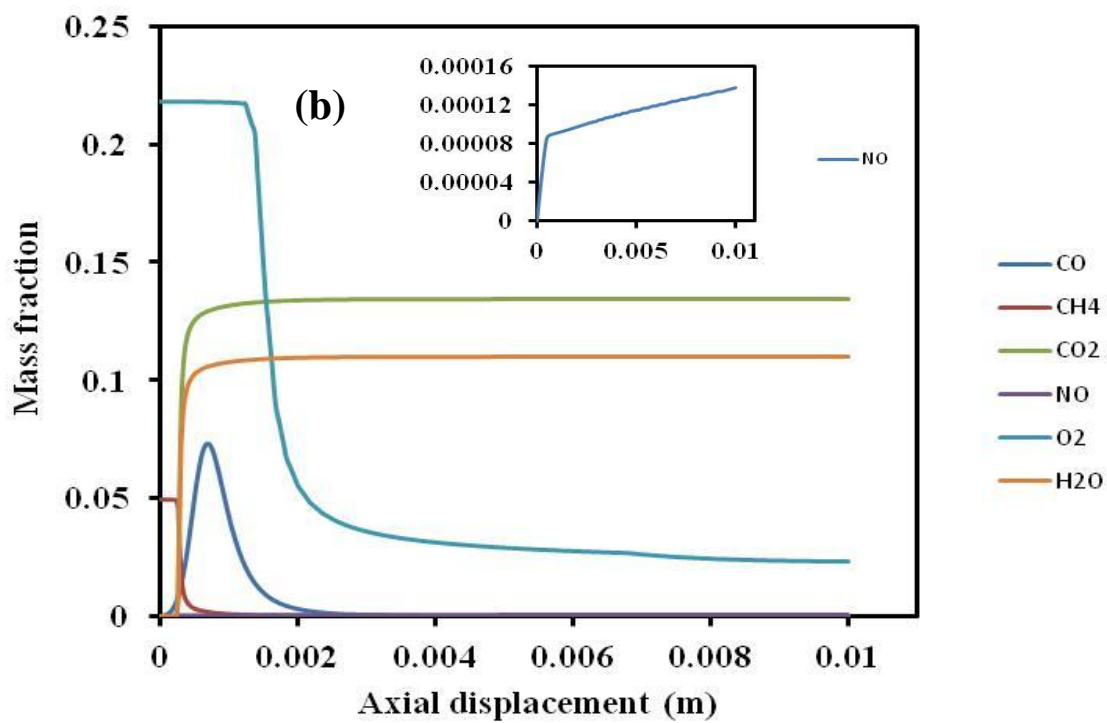 0.25
0.2
0.15
0.1
0.05
0
Mass fraction
(b)
0.00016
0.00012
0.00008
0.00004
0
0 0.005 0.01
NO
CO
CH4
CO2
NO
O2
H2O
0 0.002 0.004 0.006 0.008 0.01
Axial displacement (m)